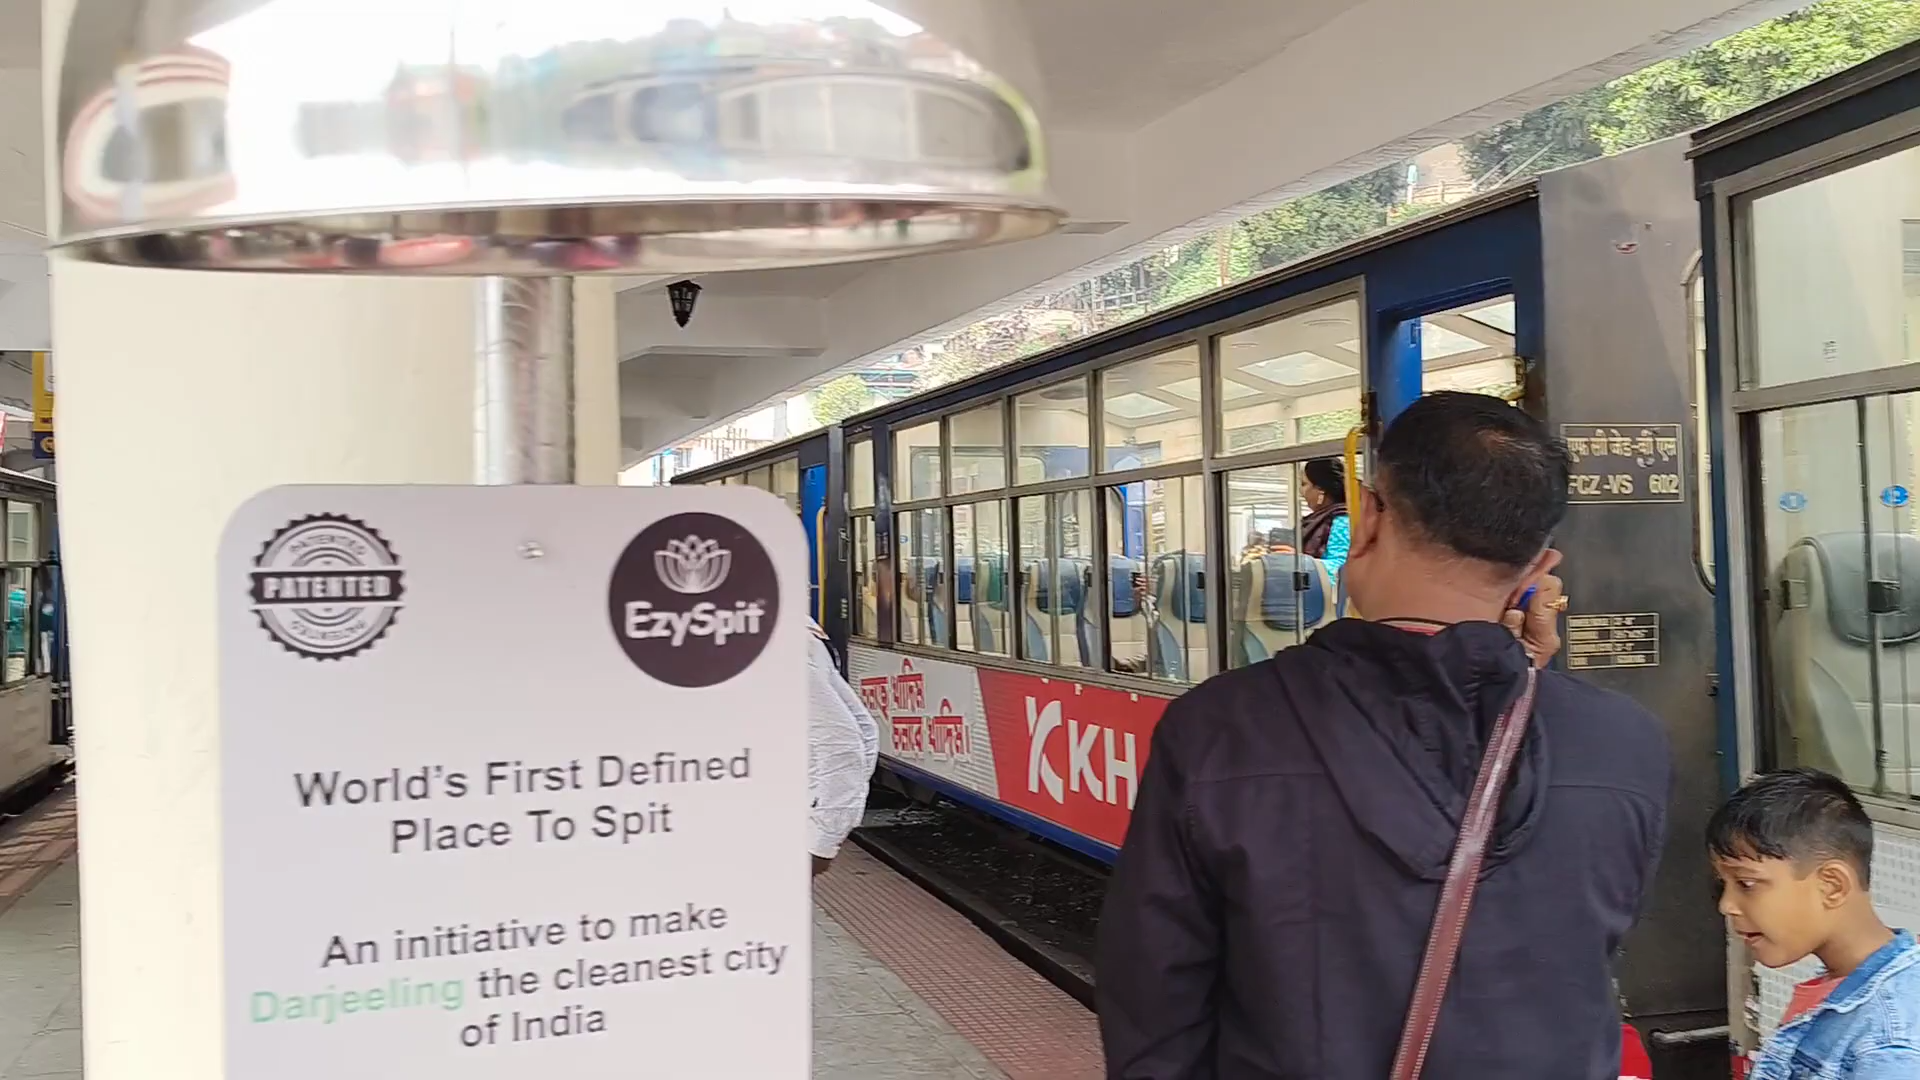 PATENTED
PATENTED
EzySpit
World's First Defined
Place To Spit
An initiative to make
Darjeeling the cleanest city
of India
KH
FCZ-VS 602